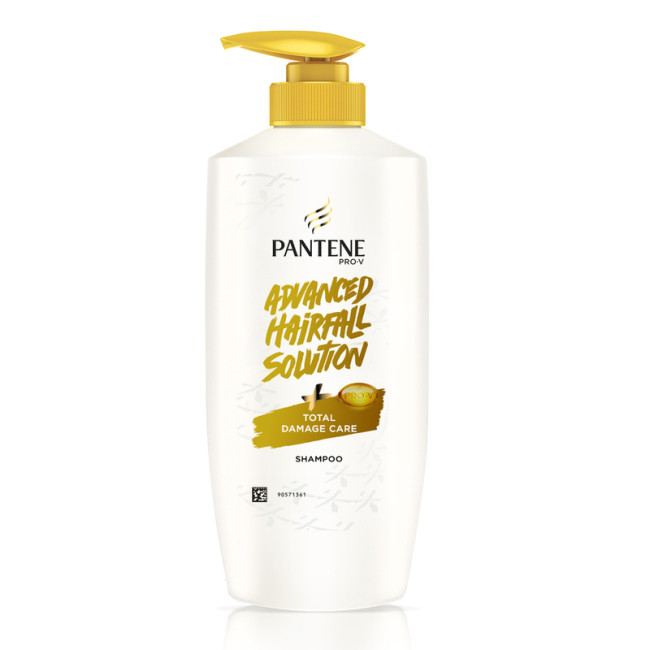 PANTENE
PRO-V
ADVANCED
HAIRFALL
SOLUTION
+ PRO-V
TOTAL
DAMAGE CARE
SHAMPOO
90571361